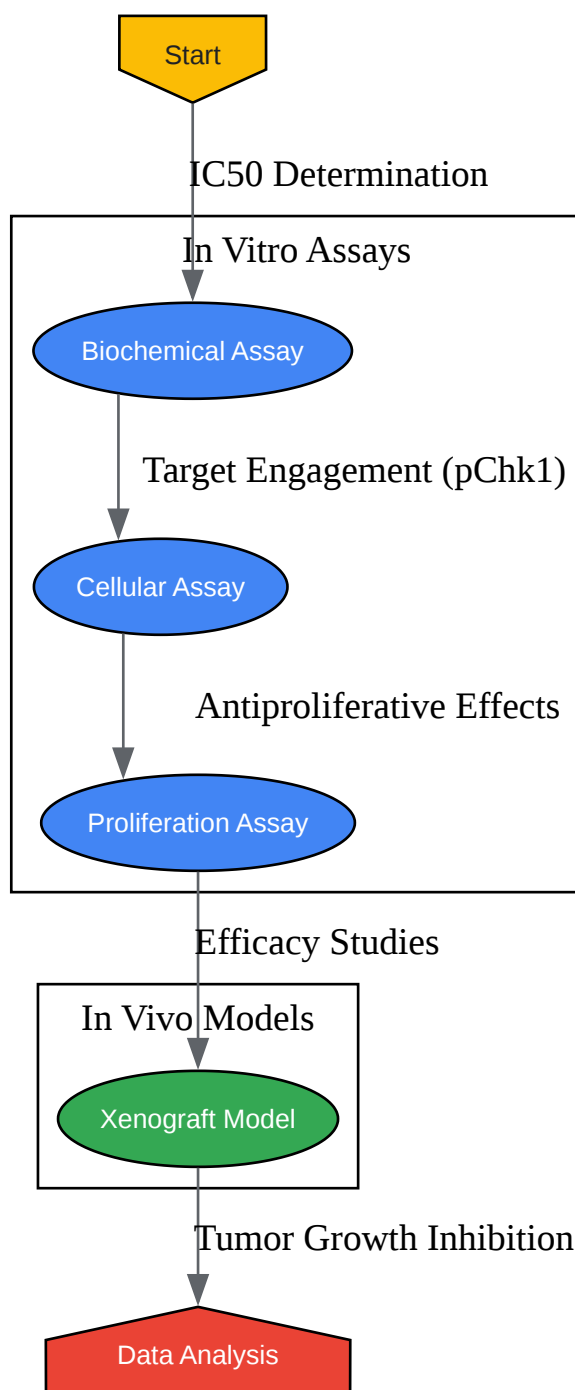 Start
IC50 Determination
In Vitro Assays
Biochemical Assay
Target Engagement (pChk1)
Cellular Assay
Antiproliferative Effects
Proliferation Assay
Efficacy Studies
In Vivo Models
Xenograft Model
Tumor Growth Inhibition
Data Analysis